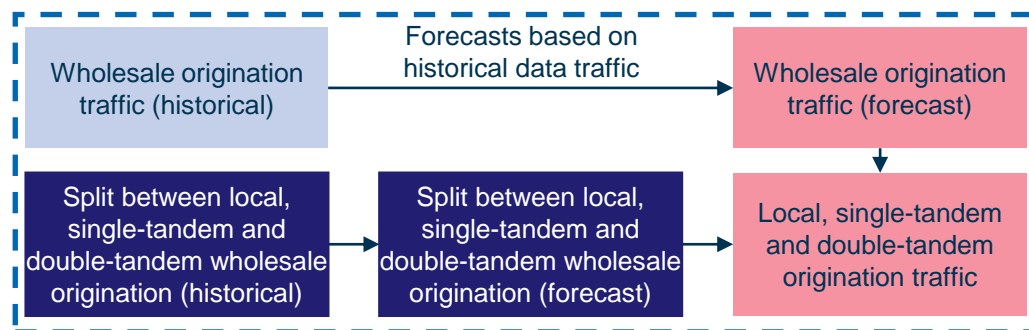 Wholesale origination
traffic (historical)
Forecasts based on
historical data traffic
Wholesale origination
traffic (forecast)
Split between local,
single-tandem and
double-tandem wholesale
origination (historical)
Split between local,
single-tandem and
double-tandem wholesale
origination (forecast)
Local, single-tandem
and double-tandem
origination traffic